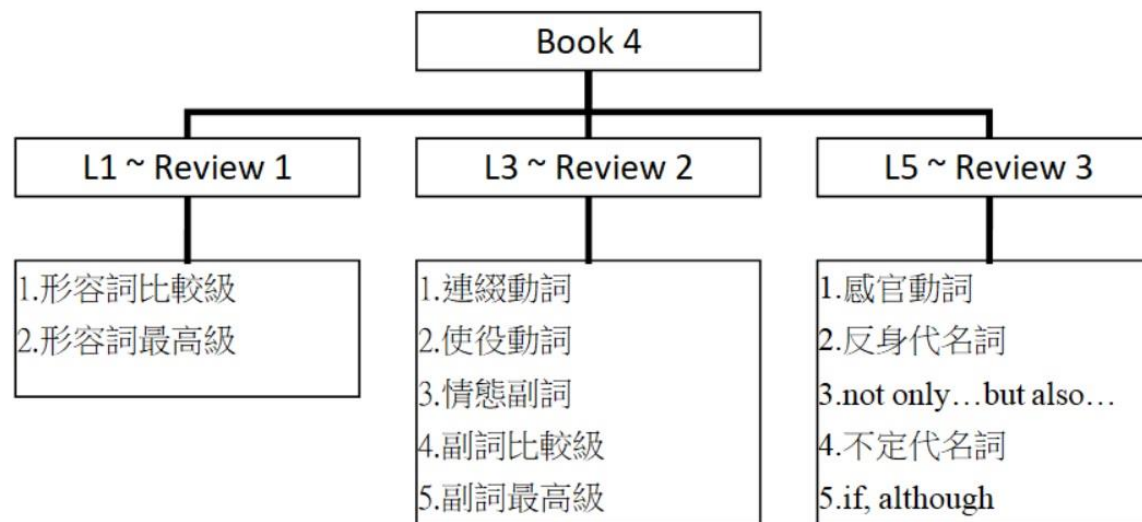 Book 4
L1 ~ Review 1
1.形容詞比較級
2.形容詞最高級
L3 ~ Review 2
1.連綴動詞
2.使役動詞
3.情態副詞
4.副詞比較級
5.副詞最高級
L5 ~ Review 3
1.感官動詞
2.反身代名詞
3.not only…but also…
4.不定代名詞
5.if, although